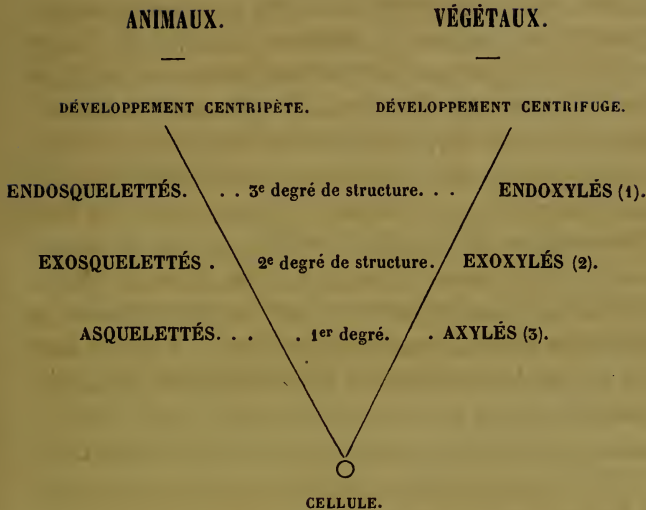 ANIMAUX. VÉGÉTAUX.
DÉVELOPPEMENT CENTRIPÈTE. DÉVELOPPEMENT CENTRIFUGE.
ENDOSQUELETTÉS. . . 3e degré de structure. . . ENDOXYLÉS (1).
EXOSQUELETTÉS . 2e degré de structure. EXOXYLÉS (2).
ASQUELETTÉS. . . . 1er degré. . AXYLÉS (3).
CELLULE.